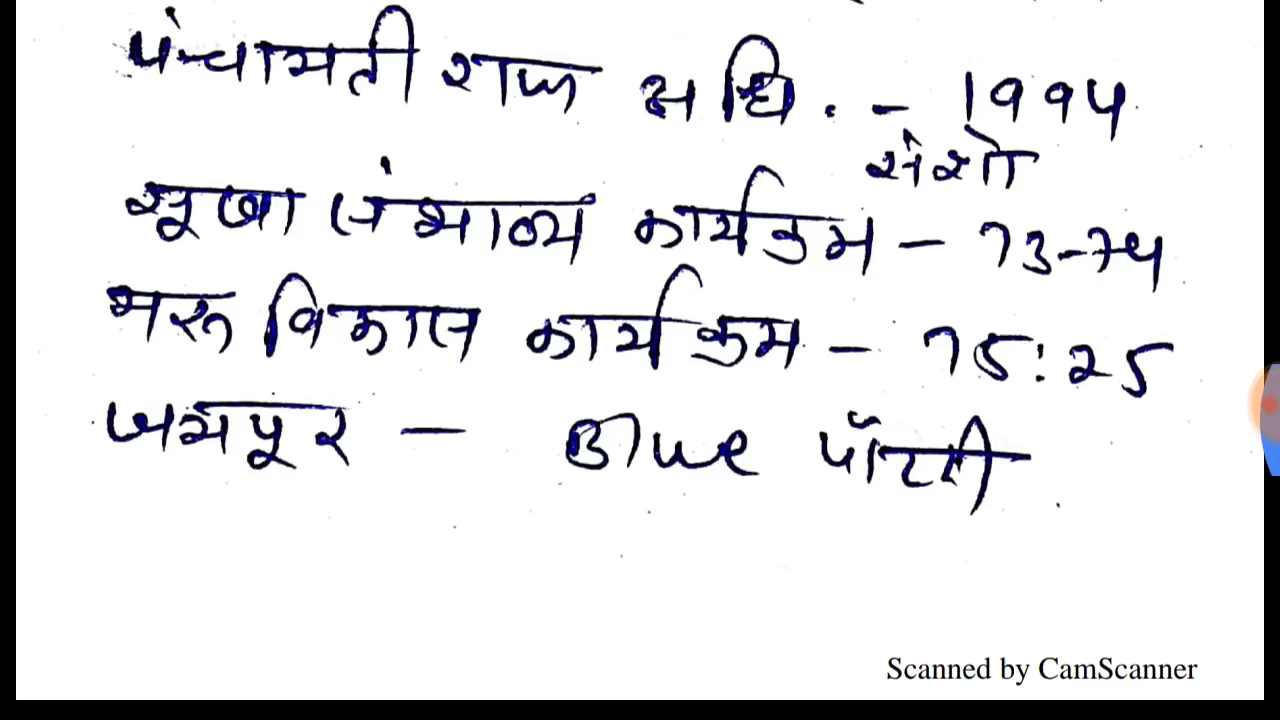 पंचायती राज अधि. - 1994
संशो
सूखा संभाव्य कार्यक्रम - 73-74
मरू विकास कार्यक्रम - 75:25
जयपूर - Blue पॉटरी
Scanned by CamScanner